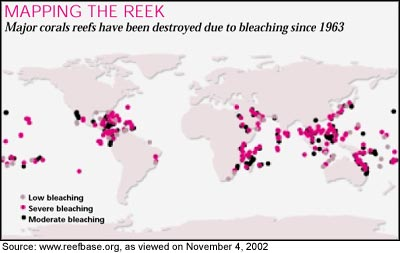 MAPPING THE REEK
Major corals reefs have been destroyed due to bleaching since 1963
Low bleaching
Severe bleaching
Moderate bleaching
Source: www.reefbase.org, as viewed on November 4, 2002